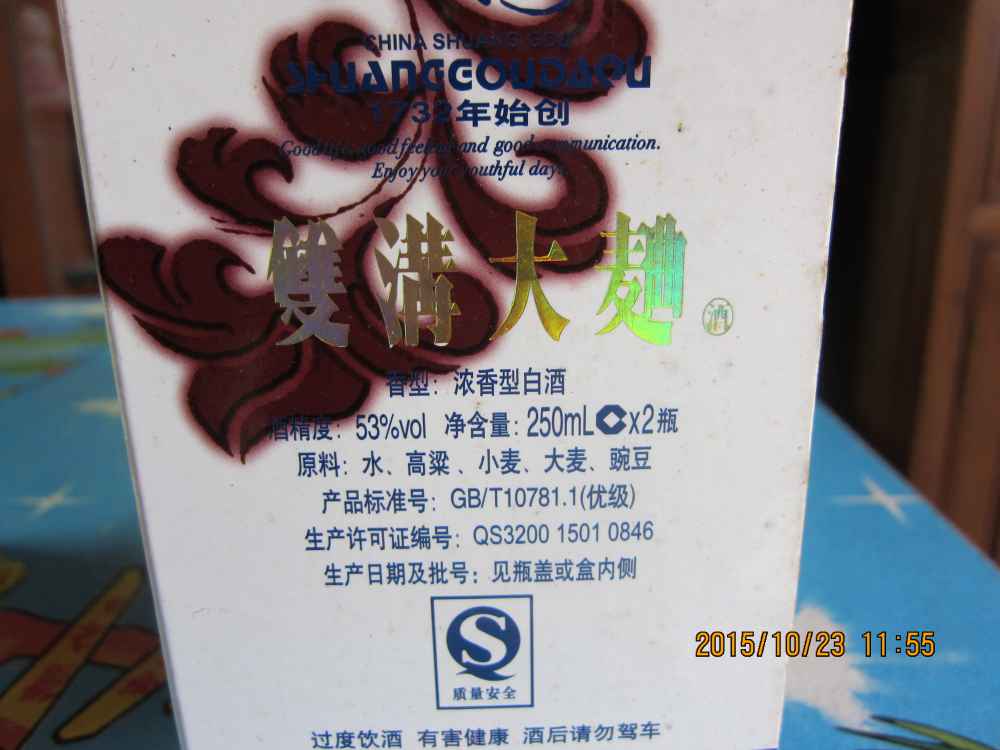 CHINA SHUANG GOU
SHUANGGOUDAQU
1732年始创
Good life, good feeling and good communication.
Enjoy your youthful days
雙溝大麯 酒
香型：浓香型白酒
酒精度：53%vol 净含量：250mL x2瓶
原料：水、高粱、小麦、大麦、豌豆
产品标准号：GB/T10781.1(优级)
生产许可证编号：QS3200 1501 0846
生产日期及批号：见瓶盖或盒内侧
质量安全
2015/10/23 11:55
过度饮酒 有害健康 酒后请勿驾车